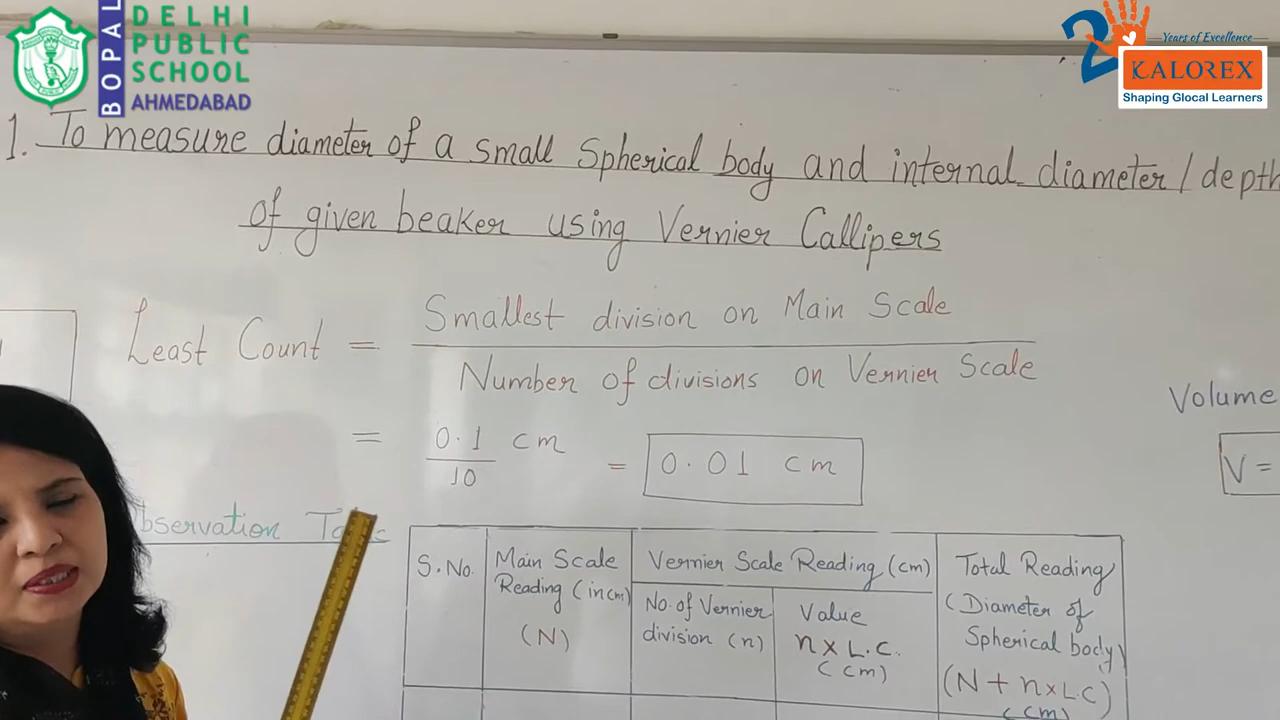 BOPAL
DELHI
PUBLIC
SCHOOL
AHMEDABAD
2
Years of Excellence
KALOREX
Shaping Glocal Learners
1. To measure diameter of a small Spherical body and internal diameter / depth
of given beaker using Vernier Callipers
Least Count = Smallest division on Main Scale
Number of divisions on Vernier Scale
= 0.1 cm
10
= 0.01 cm
Volume
V =
S.No.
Main Scale
Reading (in cm)
(N)
Vernier Scale Reading (cm)
No. of Vernier
division (n)
Value
n x L.C.
(cm)
Total Reading
(Diameter of
Spherical body)
(N + n x L.C)
(cm)